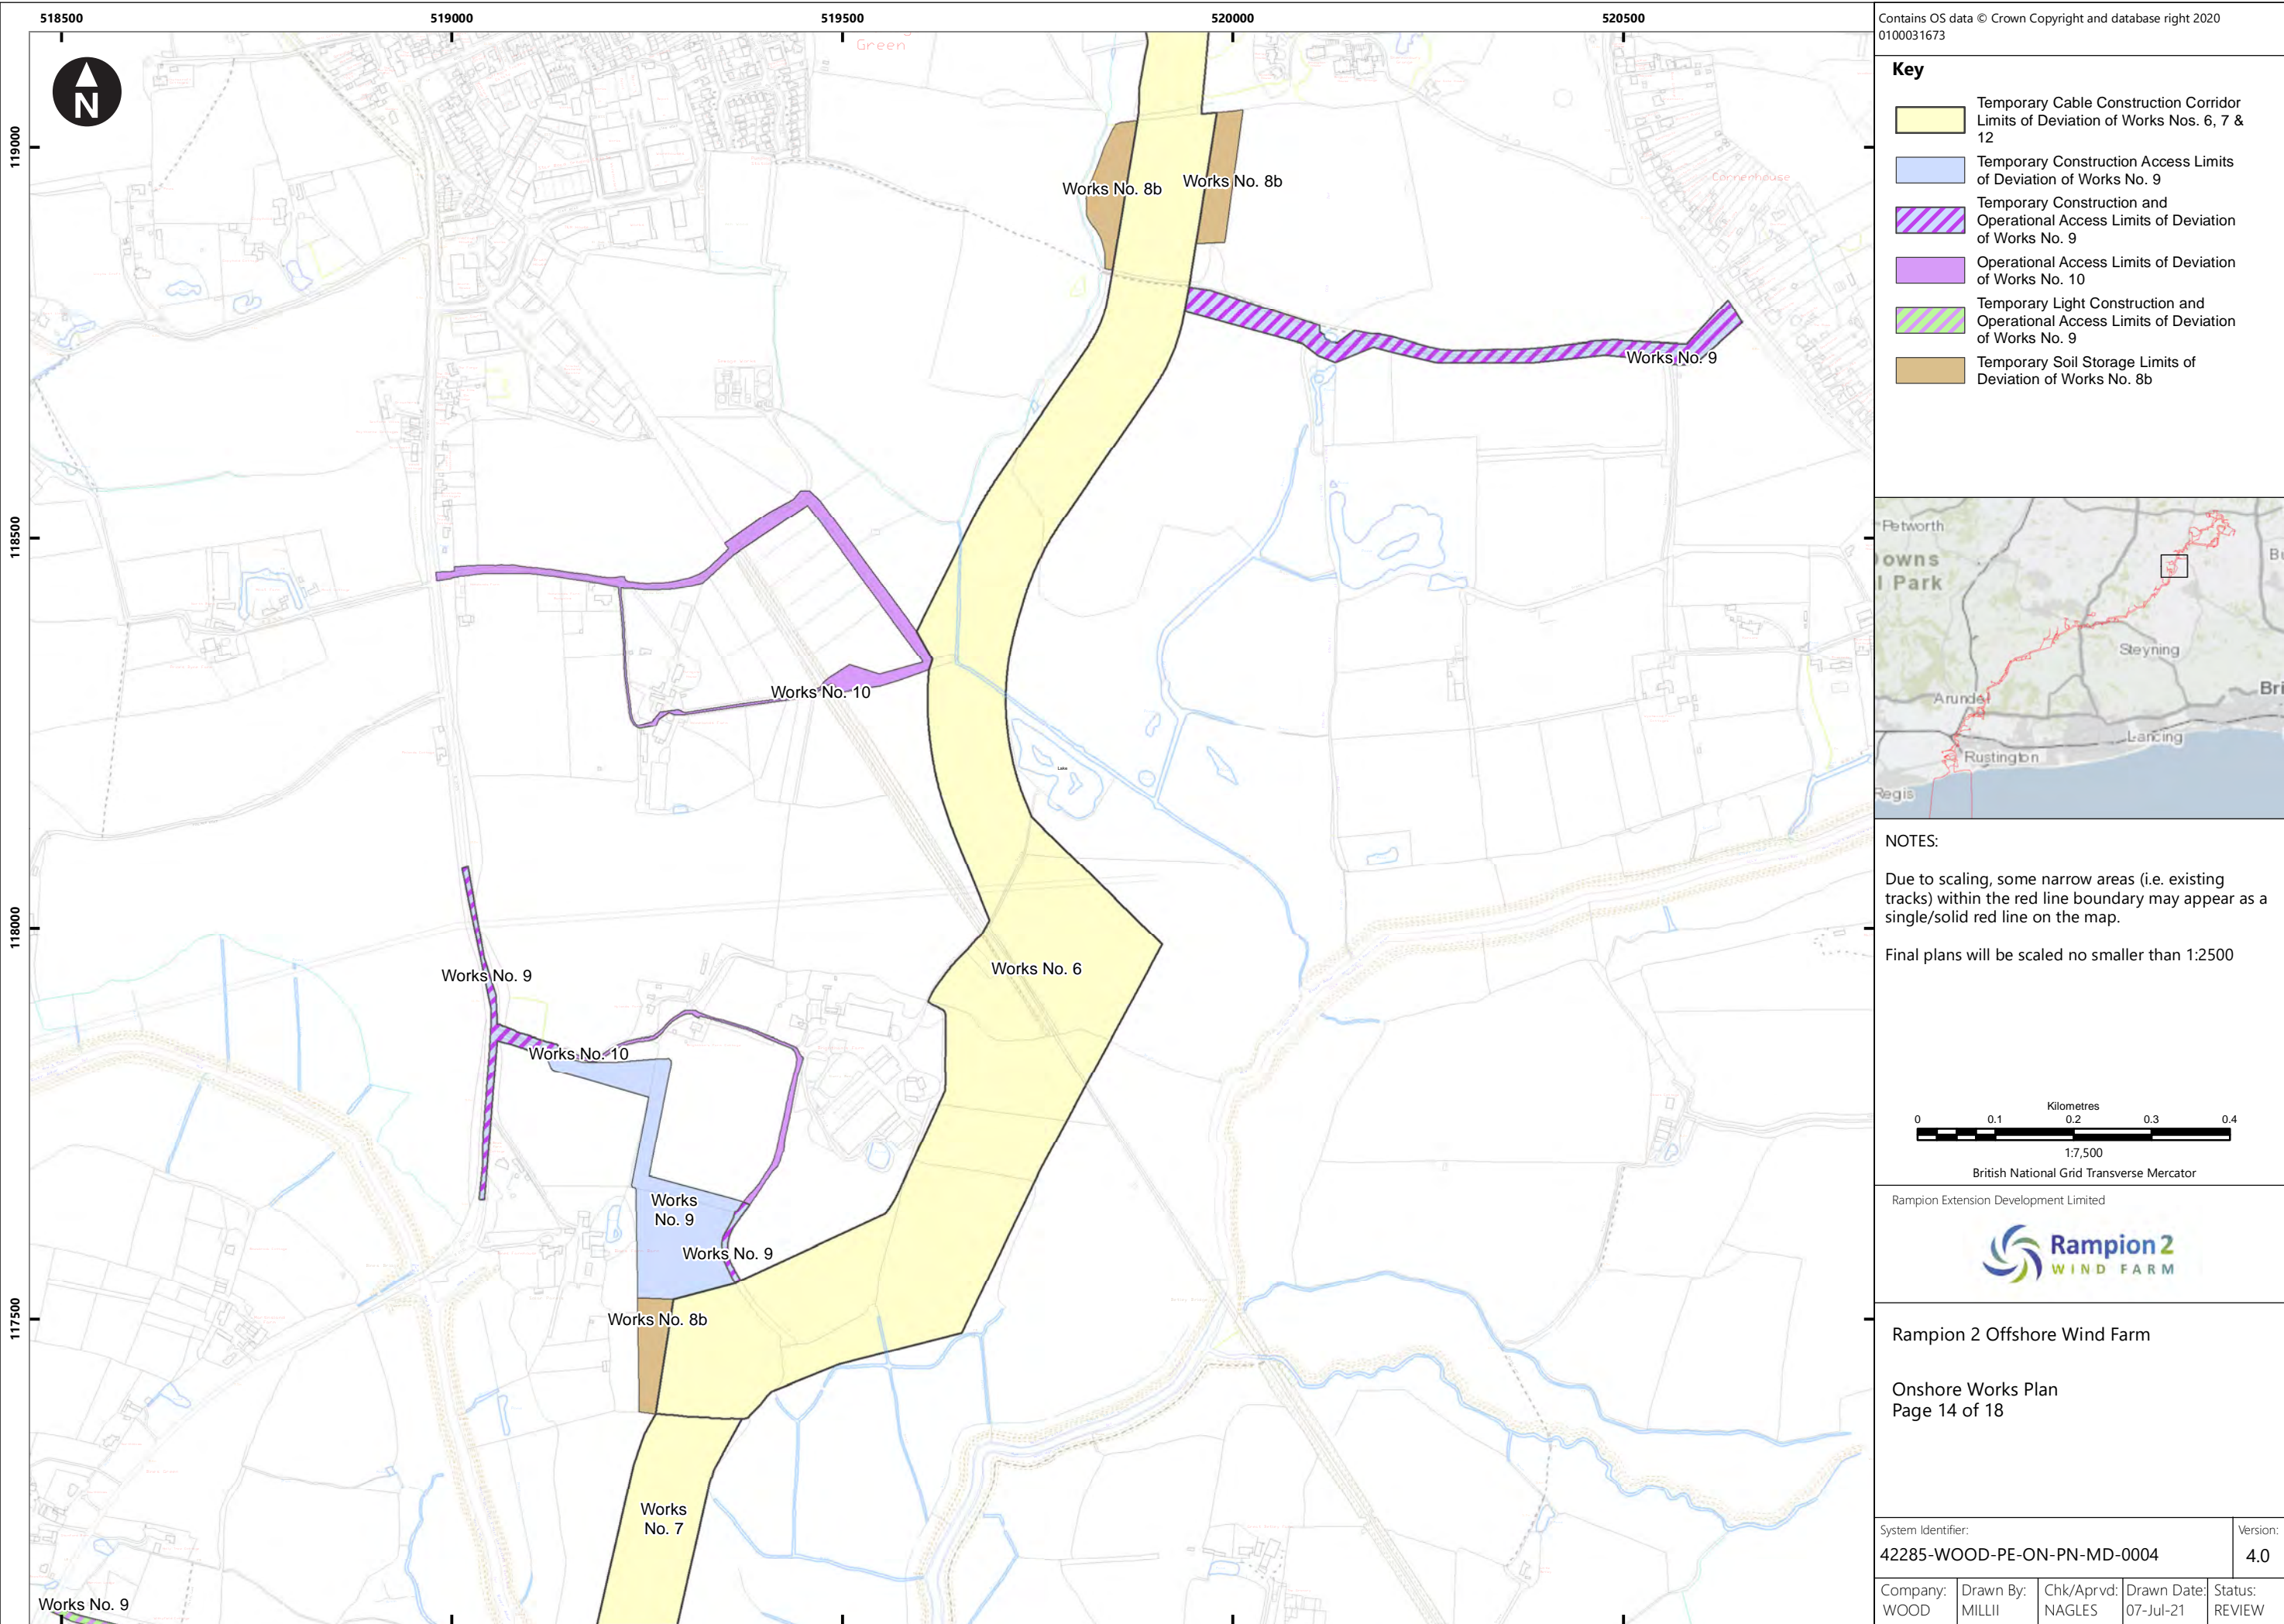 518500
519000
519500
520000
520500
119000
118500
118000
117500
N
Green
Cornerhouse
Works No. 8b
Works No. 8b
Works No. 9
Works No. 10
Lake
Works No. 9
Works No. 6
Works No. 10
Works
No. 9
Works No. 9
Works No. 8b
Works
No. 7
Works No. 9
Contains OS data © Crown Copyright and database right 2020
0100031673
Key
Temporary Cable Construction Corridor
Limits of Deviation of Works Nos. 6, 7 &
12
Temporary Construction Access Limits
of Deviation of Works No. 9
Temporary Construction and
Operational Access Limits of Deviation
of Works No. 9
Operational Access Limits of Deviation
of Works No. 10
Temporary Light Construction and
Operational Access Limits of Deviation
of Works No. 9
Temporary Soil Storage Limits of
Deviation of Works No. 8b
Petworth
owns
l Park
Bu
Steyning
Arundel
Bri
Lancing
Rustington
Regis
NOTES:
Due to scaling, some narrow areas (i.e. existing
tracks) within the red line boundary may appear as a
single/solid red line on the map.
Final plans will be scaled no smaller than 1:2500
Kilometres
0 0.1 0.2 0.3 0.4
1:7,500
British National Grid Transverse Mercator
Rampion Extension Development Limited
Rampion 2
WIND FARM
Rampion 2 Offshore Wind Farm
Onshore Works Plan
Page 14 of 18
System Identifier:
42285-WOOD-PE-ON-PN-MD-0004
Version:
4.0
Company:
WOOD
Drawn By:
MILLII
Chk/Aprvd:
NAGLES
Drawn Date:
07-Jul-21
Status:
REVIEW